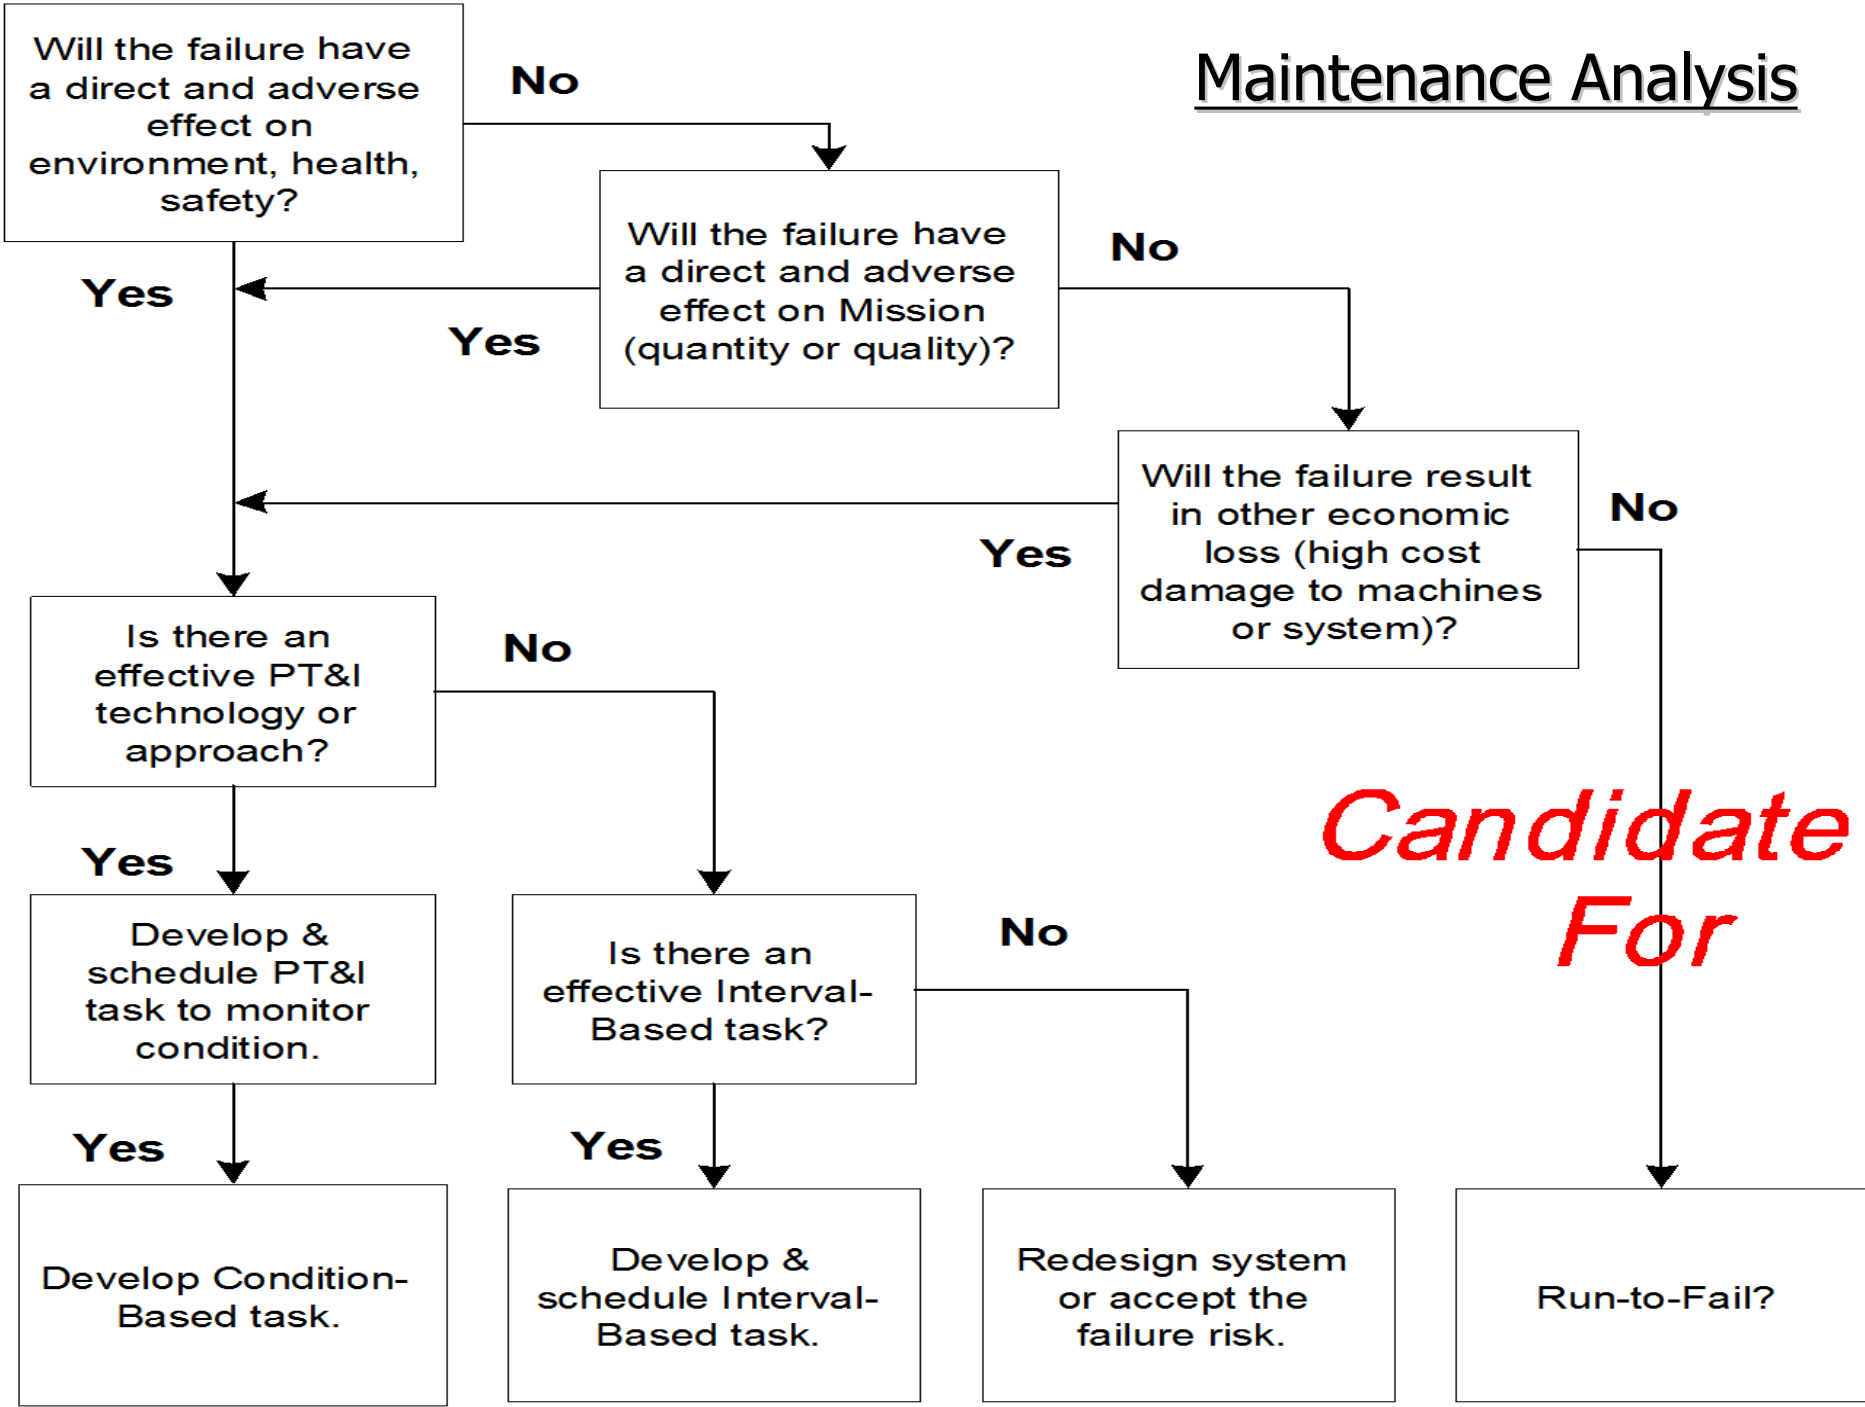 Maintenance Analysis
Will the failure have
a direct and adverse
effect on
environment, health,
safety?
No
Yes
Will the failure have
a direct and adverse
effect on Mission
(quantity or quality)?
No
Yes
Will the failure result
in other economic
loss (high cost
damage to machines
or system)?
No
Yes
Is there an
effective PT&I
technology or
approach?
No
Yes
Candidate
For
Develop &
schedule PT&I
task to monitor
condition.
Yes
Is there an
effective Interval-
Based task?
No
Yes
Develop Condition-
Based task.
Develop &
schedule Interval-
Based task.
Redesign system
or accept the
failure risk.
Run-to-Fail?